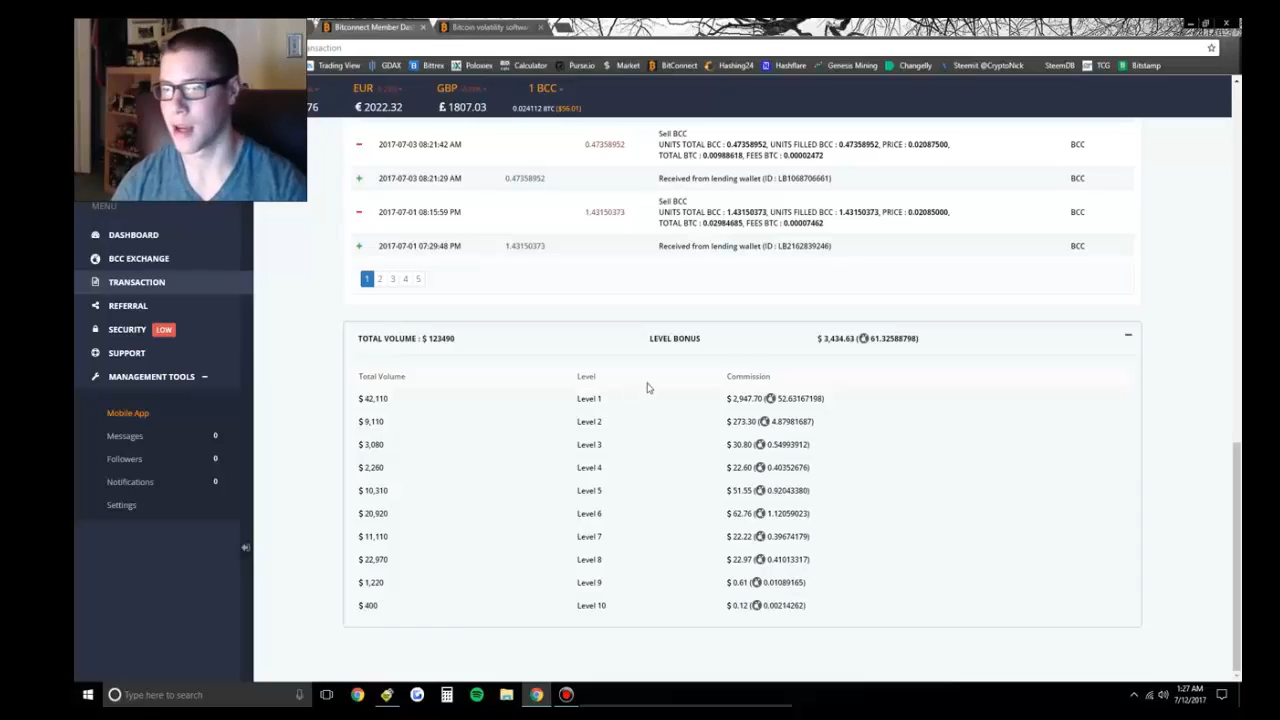 Bitconnect Member Das
Bitcoin volatility softwa
ansaction
Trading View GDAX Bittrex Poloniex Calculator Purse.io Market BitConnect Hashing24 Hashflare Genesis Mining Changelly Steemit @CryptoNick SteemDB TCG Bitstamp
EUR GBP 1 BCC
76 € 2022.32 £ 1807.03 0.024112 BTC ($56.01)
Sell BCC
2017-07-03 08:21:42 AM 0.47358952 UNITS TOTAL BCC : 0.47358952, UNITS FILLED BCC : 0.47358952, PRICE : 0.02087500, BCC
TOTAL BTC : 0.00988618, FEES BTC : 0.00002472
2017-07-03 08:21:29 AM 0.47358952 Received from lending wallet (ID : LB1068706661) BCC
Sell BCC
2017-07-01 08:15:59 PM 1.43150373 UNITS TOTAL BCC : 1.43150373, UNITS FILLED BCC : 1.43150373, PRICE : 0.02085000, BCC
TOTAL BTC : 0.02984685, FEES BTC : 0.00007462
2017-07-01 07:29:48 PM 1.43150373 Received from lending wallet (ID : LB2162839246) BCC
1 2 3 4 5
MENU
DASHBOARD
BCC EXCHANGE
TRANSACTION
REFERRAL
SECURITY LOW
SUPPORT
MANAGEMENT TOOLS
Mobile App
Messages 0
Followers 0
Notifications 0
Settings
TOTAL VOLUME : $ 123490 LEVEL BONUS $ 3,434.63 ( 61.32588798)
Total Volume Level Commission
$ 42,110 Level 1 $ 2,947.70 ( 52.63167198)
$ 9,110 Level 2 $ 273.30 ( 4.87981687)
$ 3,080 Level 3 $ 30.80 ( 0.54993912)
$ 2,260 Level 4 $ 22.60 ( 0.40352676)
$ 10,310 Level 5 $ 51.55 ( 0.92043380)
$ 20,920 Level 6 $ 62.76 ( 1.12059023)
$ 11,110 Level 7 $ 22.22 ( 0.39674179)
$ 22,970 Level 8 $ 22.97 ( 0.41013317)
$ 1,220 Level 9 $ 0.61 ( 0.01089165)
$ 400 Level 10 $ 0.12 ( 0.00214262)
Type here to search
1:27 AM
7/12/2017